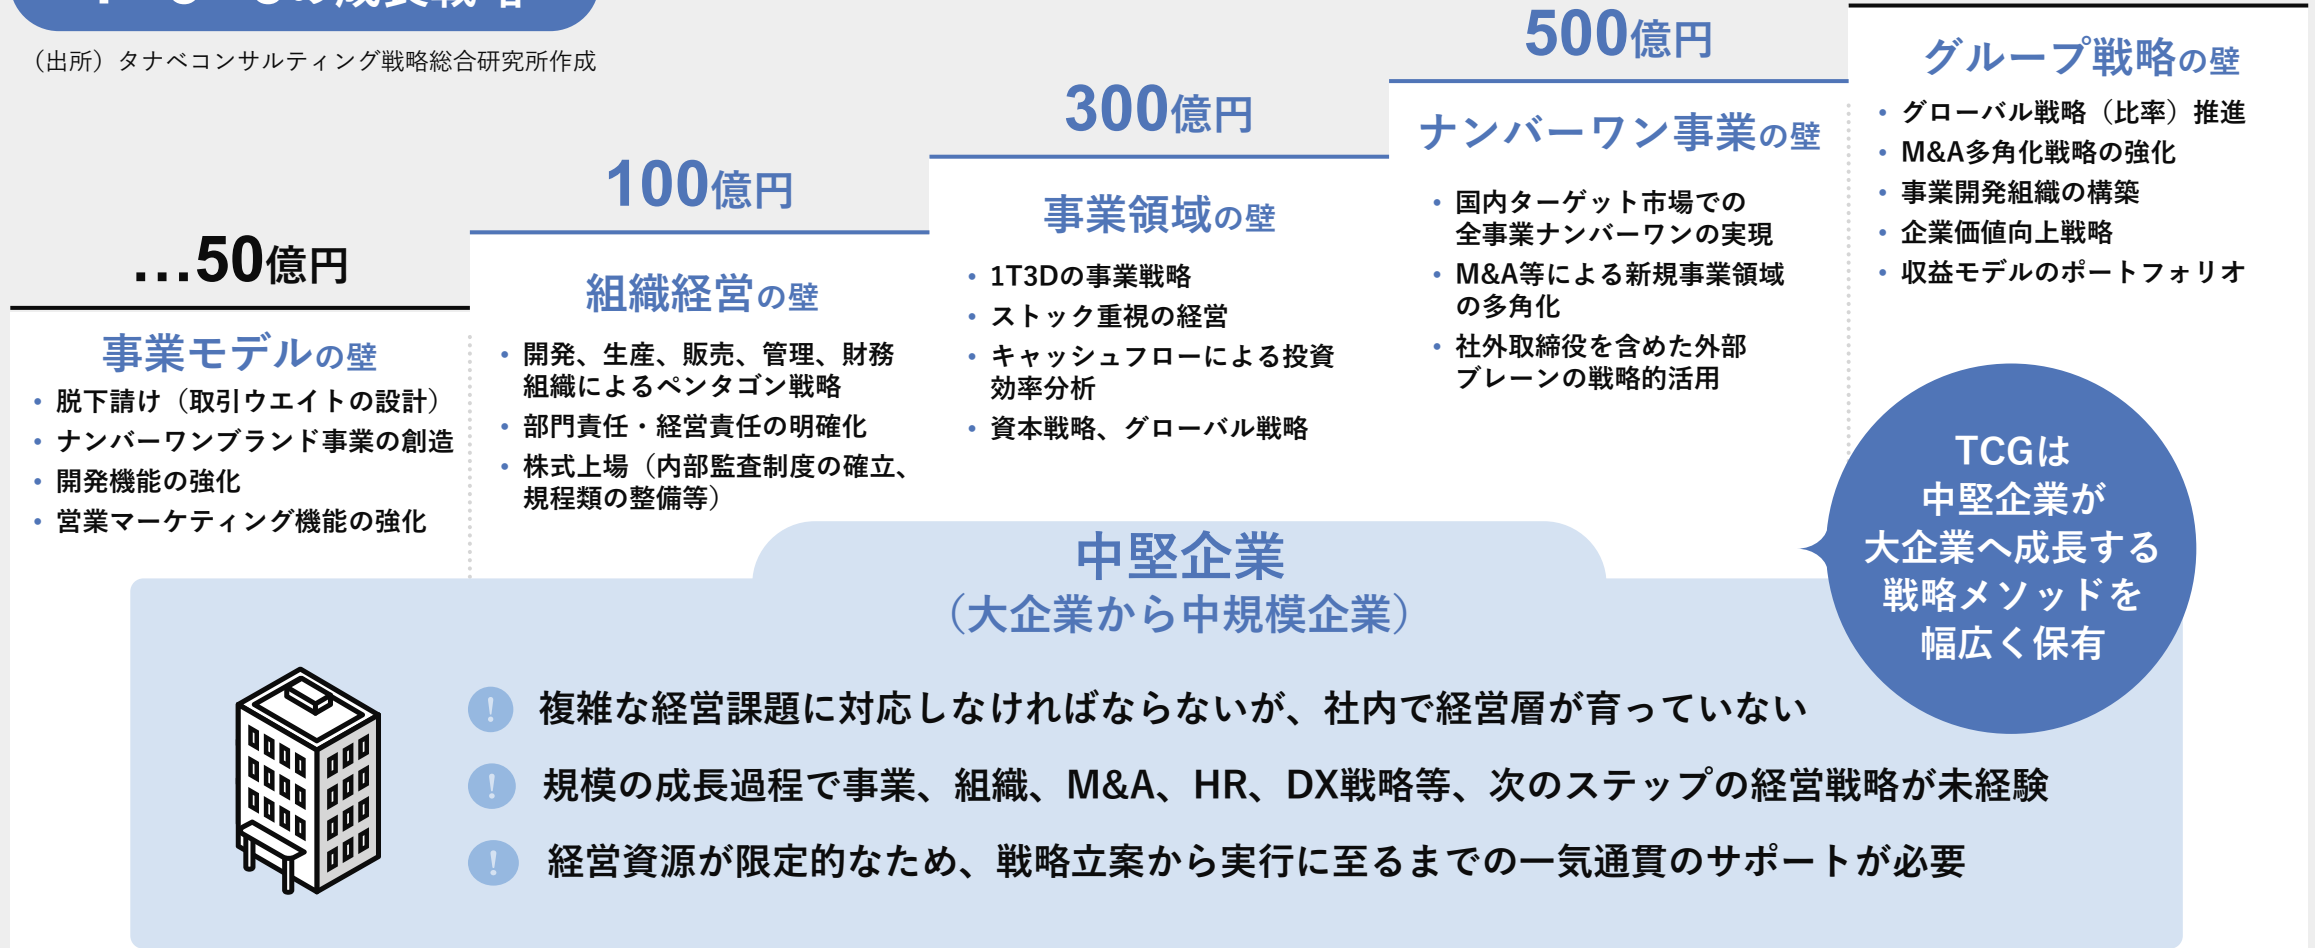 の成長戦略
（出所）タナベコンサルティング戦略総合研究所作成
…50億円
事業モデルの壁
・脱下請け（取引ウエイトの設計）
・ナンバーワンブランド事業の創造
・開発機能の強化
・営業マーケティング機能の強化
100億円
組織経営の壁
・開発、生産、販売、管理、財務
組織によるペンタゴン戦略
・部門責任・経営責任の明確化
・株式上場（内部監査制度の確立、
規程類の整備等）
300億円
事業領域の壁
・1T3Dの事業戦略
・ストック重視の経営
・キャッシュフローによる投資
効率分析
・資本戦略、グローバル戦略
500億円
ナンバーワン事業の壁
・国内ターゲット市場での
全事業ナンバーワンの実現
・M&A等による新規事業領域
の多角化
・社外取締役を含めた外部
ブレーンの戦略的活用
グループ戦略の壁
・グローバル戦略（比率）推進
・M&A多角化戦略の強化
・事業開発組織の構築
・企業価値向上戦略
・収益モデルのポートフォリオ
TCGは
中堅企業が
大企業へ成長する
戦略メソッドを
幅広く保有
中堅企業
（大企業から中規模企業）
! 複雑な経営課題に対応しなければならないが、社内で経営層が育っていない
! 規模の成長過程で事業、組織、M&A、HR、DX戦略等、次のステップの経営戦略が未経験
! 経営資源が限定的なため、戦略立案から実行に至るまでの一気通貫のサポートが必要